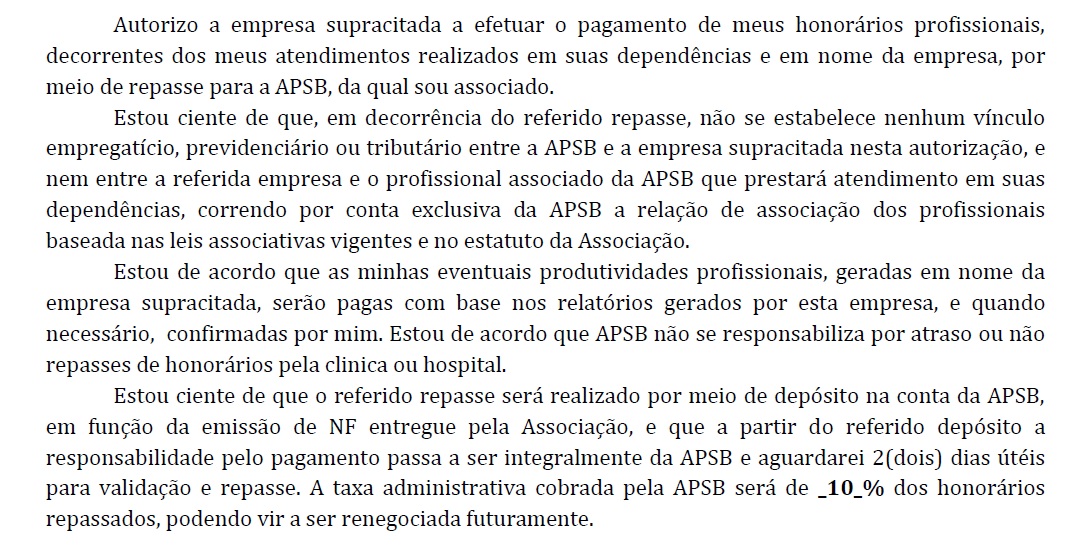 Autorizo a empresa supracitada a efetuar o pagamento de meus honorários profissionais,
decorrentes dos meus atendimentos realizados em suas dependências e em nome da empresa, por
meio de repasse para a APSB, da qual sou associado.
Estou ciente de que, em decorrência do referido repasse, não se estabelece nenhum vínculo
empregatício, previdenciário ou tributário entre a APSB e a empresa supracitada nesta autorização, e
nem entre a referida empresa e o profissional associado da APSB que prestará atendimento em suas
dependências, correndo por conta exclusiva da APSB a relação de associação dos profissionais
baseada nas leis associativas vigentes e no estatuto da Associação.
Estou de acordo que as minhas eventuais produtividades profissionais, geradas em nome da
empresa supracitada, serão pagas com base nos relatórios gerados por esta empresa, e quando
necessário,  confirmadas por mim. Estou de acordo que APSB não se responsabiliza por atraso ou não
repasses de honorários pela clinica ou hospital.
Estou ciente de que o referido repasse será realizado por meio de depósito na conta da APSB,
em função da emissão de NF entregue pela Associação, e que a partir do referido depósito a
responsabilidade pelo pagamento passa a ser integralmente da APSB e aguardarei 2(dois) dias útéis
para validação e repasse. A taxa administrativa cobrada pela APSB será de _10_% dos honorários
repassados, podendo vir a ser renegociada futuramente.